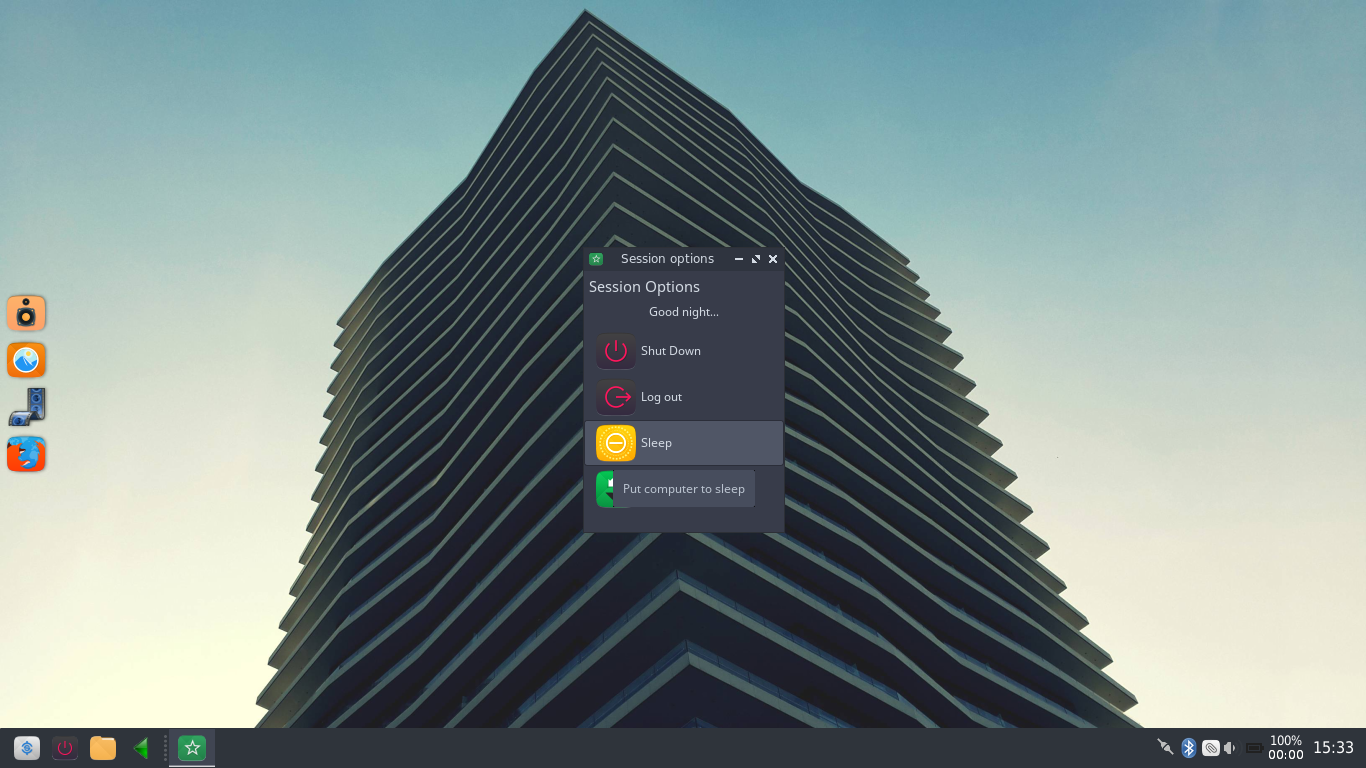 Session options
Session Options
Good night...
Shut Down
Log out
Sleep
Put computer to sleep
100%
00:00
15:33